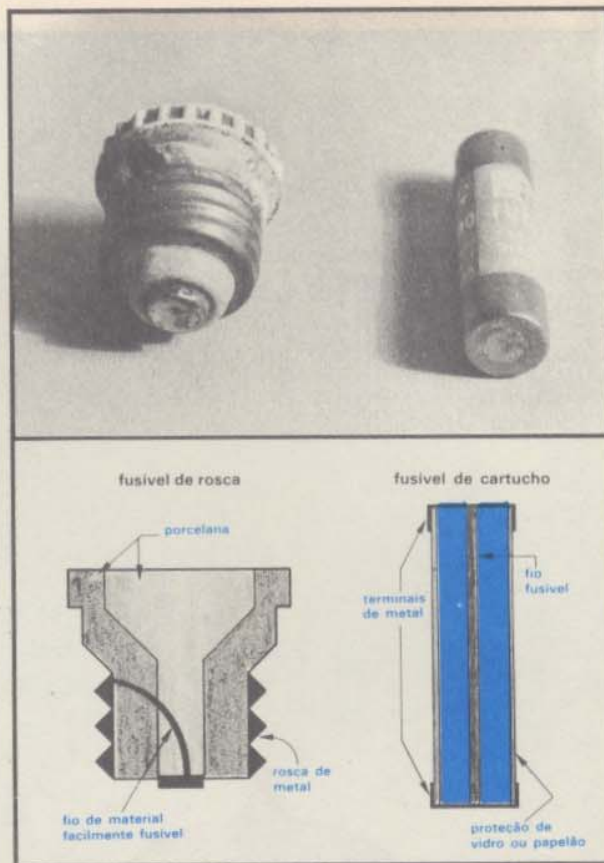 fusível de rosca
porcelana
fio de material
facilmente fusível
rosca de
metal
fusível de cartucho
terminais
de metal
fio
fusível
proteção de
vidro ou papelão